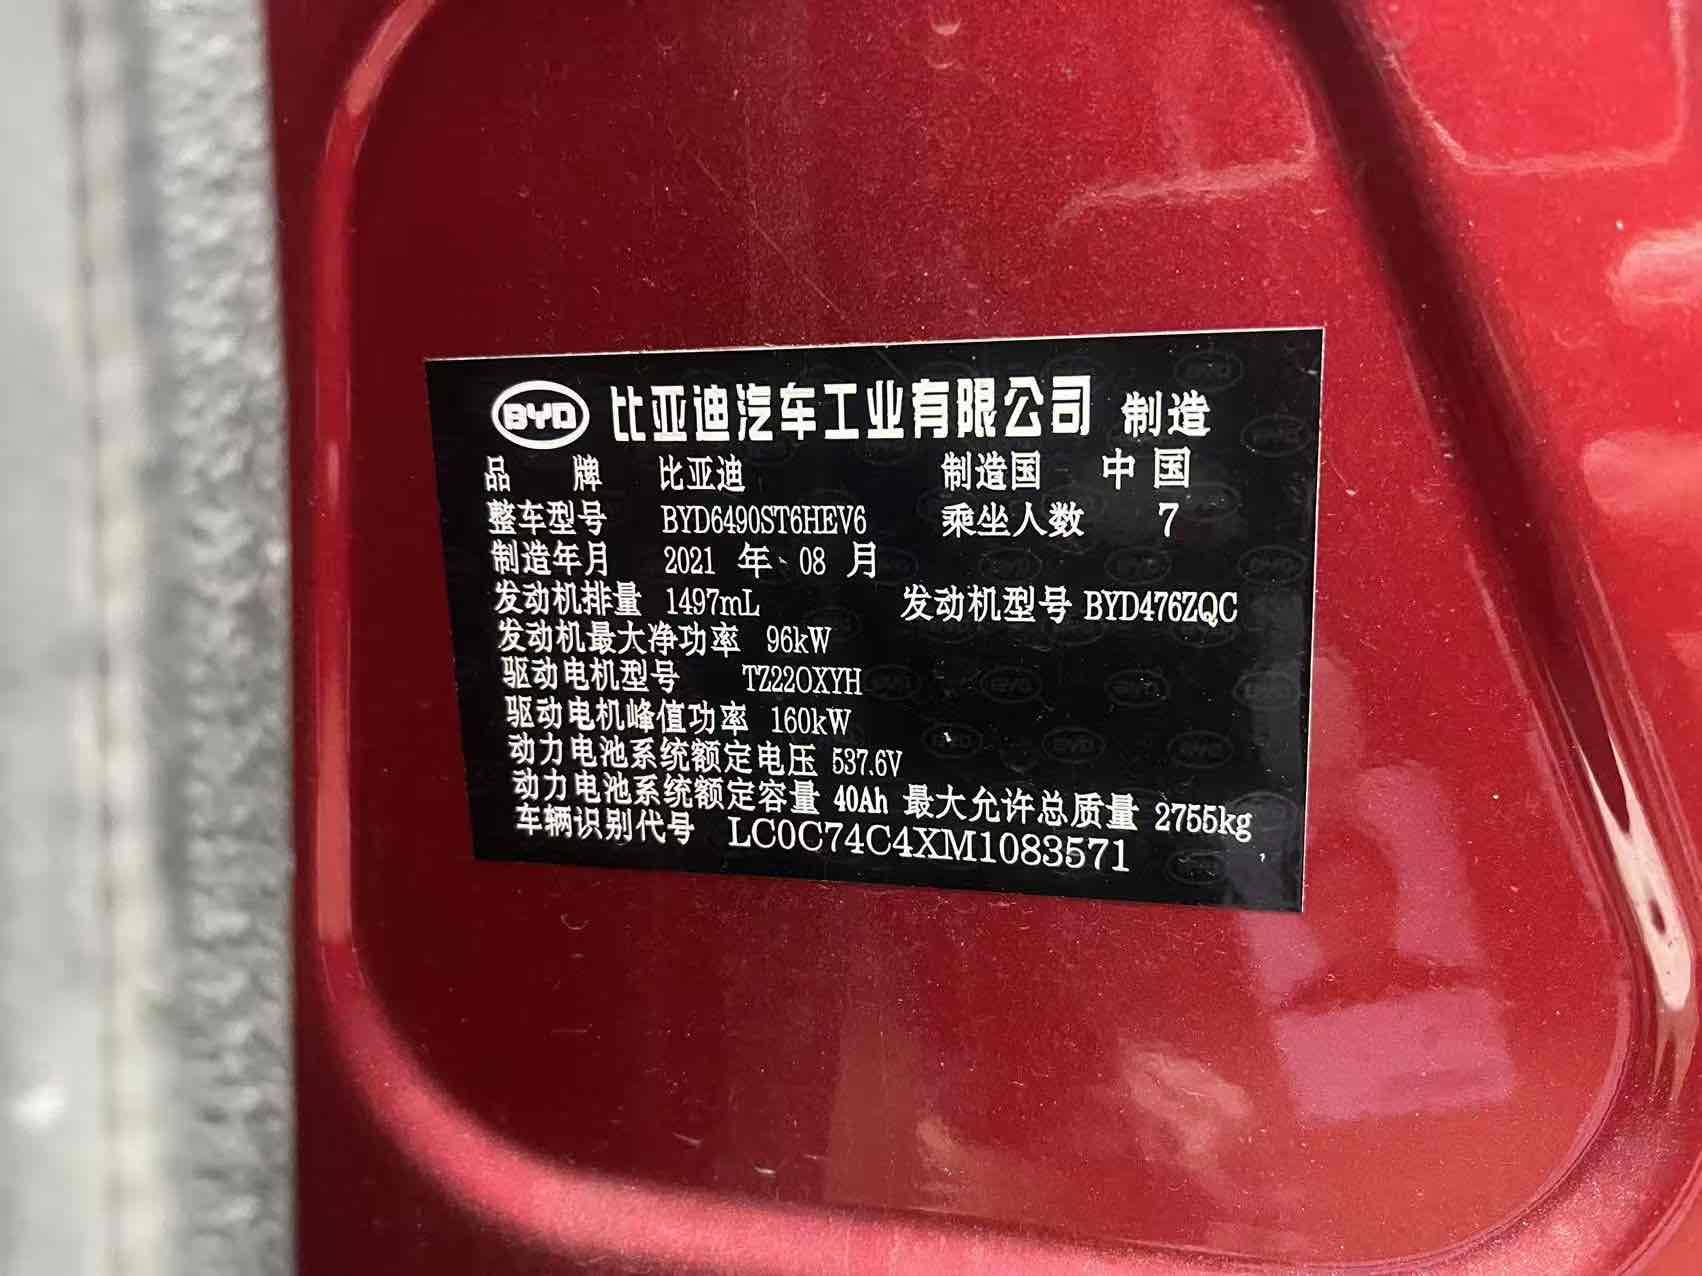 BYD 比亚迪汽车工业有限公司 制造
品 牌 比亚迪 制造国 中国
整车型号 BYD6490ST6HEV6 乘坐人数 7
制造年月 2021 年 08 月
发动机排量 1497mL 发动机型号 BYD476ZQC
发动机最大净功率 96kW
驱动电机型号 TZ220XYH
驱动电机峰值功率 160kW
动力电池系统额定电压 537.6V
动力电池系统额定容量 40Ah 最大允许总质量 2755kg
车辆识别代号 LC0C74C4XM1083571